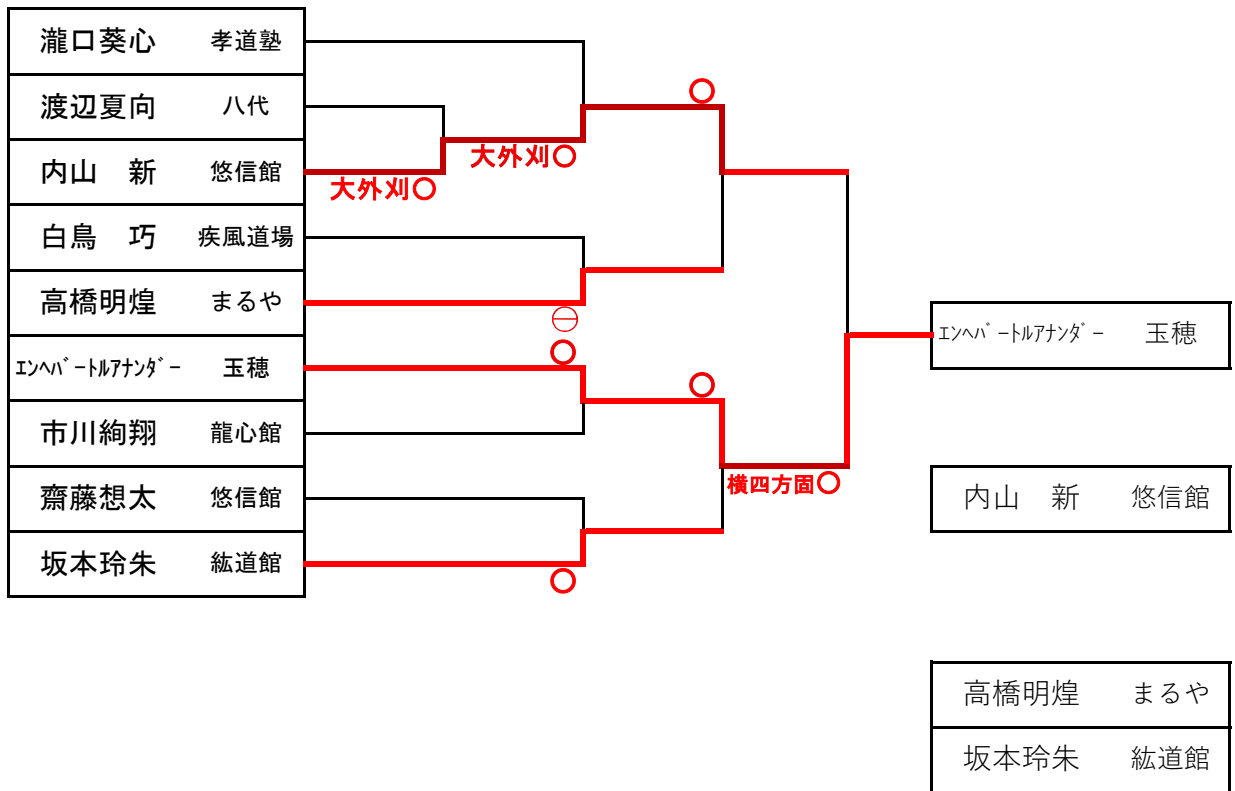 瀧口葵心 孝道塾
渡辺夏向 八代
内山　新 悠信館
白鳥　巧 疾風道場
高橋明煌 まるや
ｴﾝﾍﾊﾞｰﾄﾙｱﾅﾝﾀﾞｰ 玉穂
市川絢翔 龍心館
齋藤想太 悠信館
坂本玲朱 紘道館
大外刈〇
大外刈〇
〇
〇
〇
〇
横四方固〇
ｴﾝﾍﾊﾞｰﾄﾙｱﾅﾝﾀﾞｰ 玉穂
内山　新 悠信館
高橋明煌 まるや
坂本玲朱 紘道館